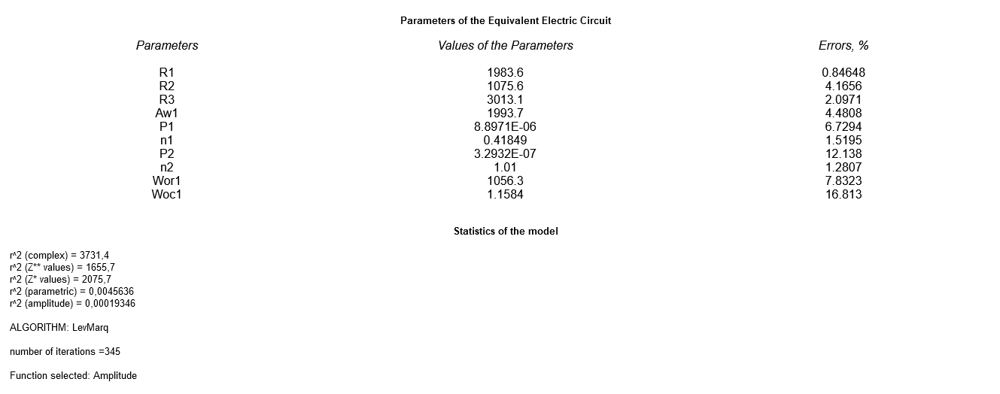 Parameters of the Equivalent Electric Circuit
Parameters Values of the Parameters Errors, %
R1 1983.6 0.84648
R2 1075.6 4.1656
R3 3013.1 2.0971
Aw1 1993.7 4.4808
P1 8.8971E-06 6.7294
n1 0.41849 1.5195
P2 3.2932E-07 12.138
n2 1.01 1.2807
Wor1 1056.3 7.8323
Woc1 1.1584 16.813
Statistics of the model
r^2 (complex) = 3731,4
r^2 (Z** values) = 1655,7
r^2 (Z* values) = 2075,7
r^2 (parametric) = 0,0045636
r^2 (amplitude) = 0,00019346
ALGORITHM: LevMarq
number of iterations =345
Function selected: Amplitude